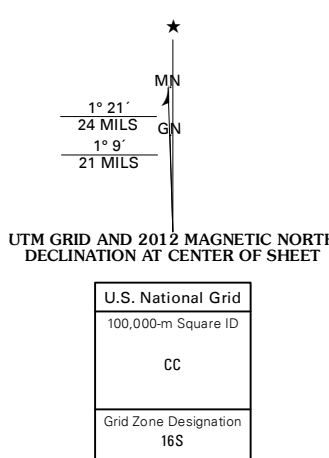 ★
MN
1° 21´
24 MILS
GN
1° 9´
21 MILS
UTM GRID AND 2012 MAGNETIC NORTH
DECLINATION AT CENTER OF SHEET
U.S. National Grid
100,000-m Square ID
CC
Grid Zone Designation
16S